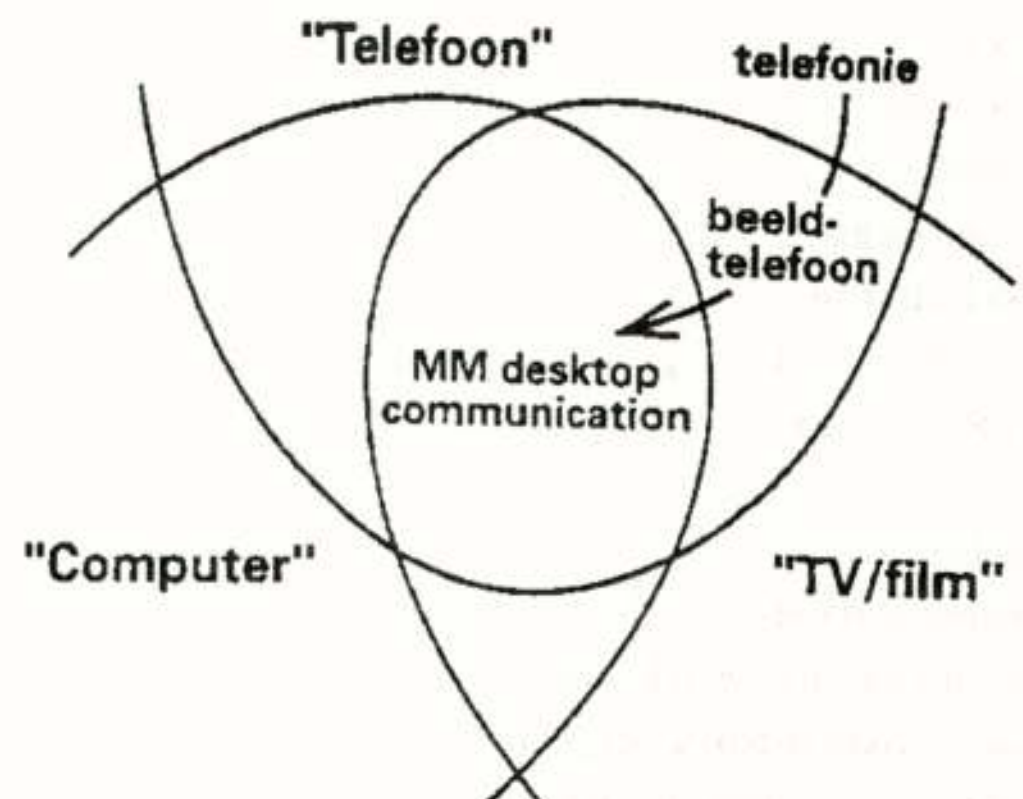 "Telefoon"
telefonie
beeld-
telefoon
MM desktop
communication
"Computer"
"TV/film"